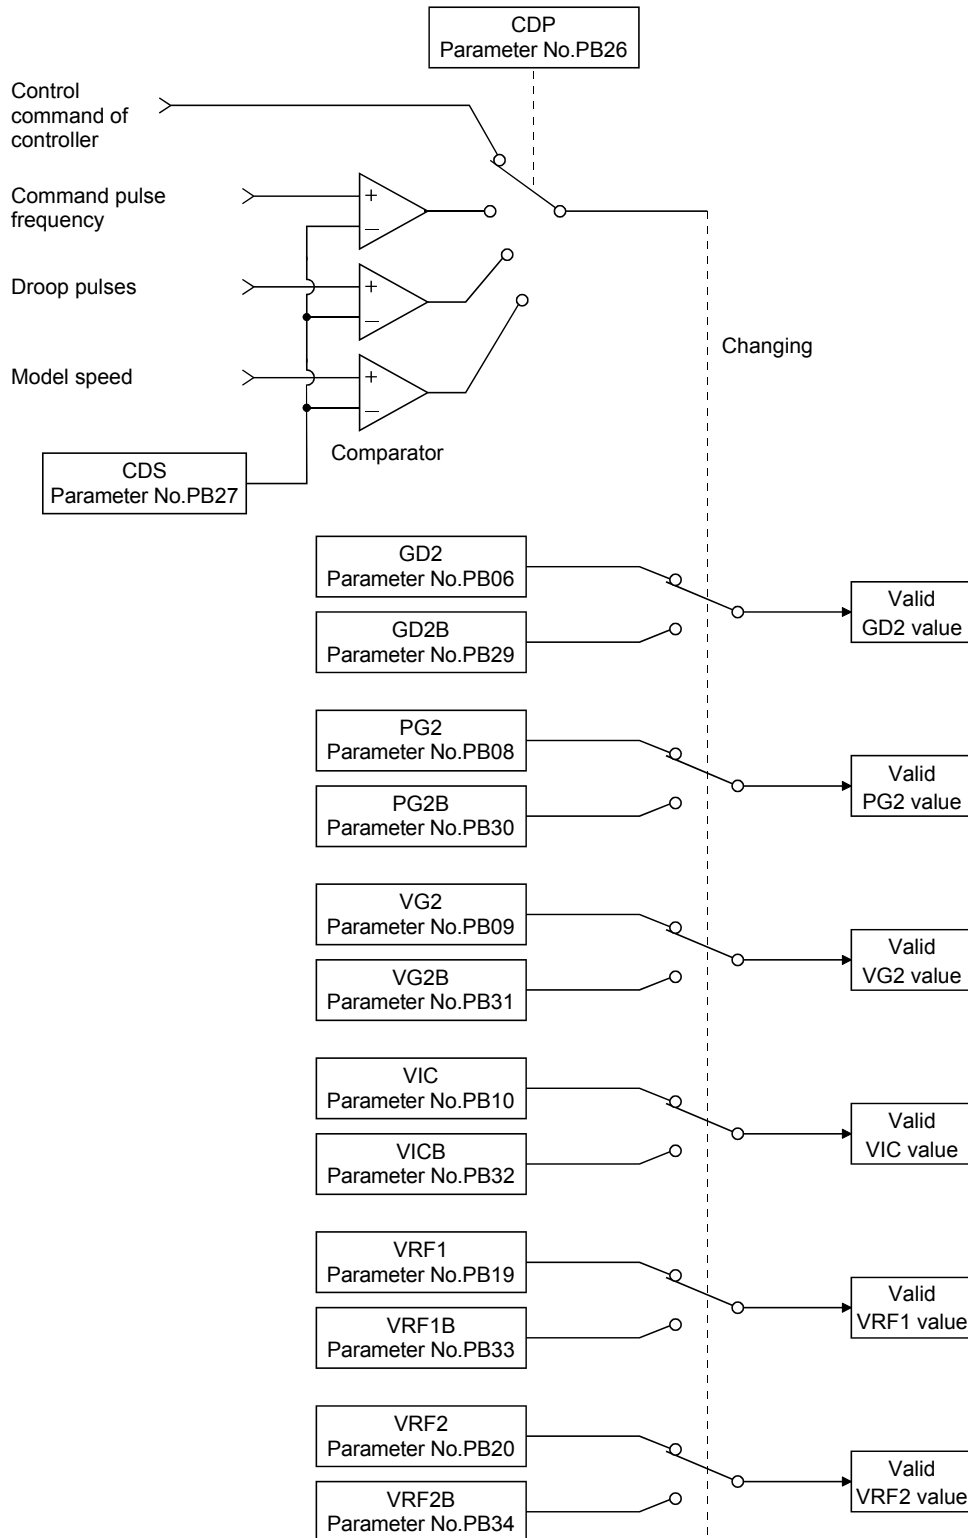 CDP
Parameter No.PB26
Control
command of
controller
Command pulse
frequency
+
−
Droop pulses
+
−
Changing
Model speed
+
−
Comparator
CDS
Parameter No.PB27
GD2
Parameter No.PB06
Valid
GD2 value
GD2B
Parameter No.PB29
PG2
Parameter No.PB08
Valid
PG2 value
PG2B
Parameter No.PB30
VG2
Parameter No.PB09
Valid
VG2 value
VG2B
Parameter No.PB31
VIC
Parameter No.PB10
Valid
VIC value
VICB
Parameter No.PB32
VRF1
Parameter No.PB19
Valid
VRF1 value
VRF1B
Parameter No.PB33
VRF2
Parameter No.PB20
Valid
VRF2 value
VRF2B
Parameter No.PB34